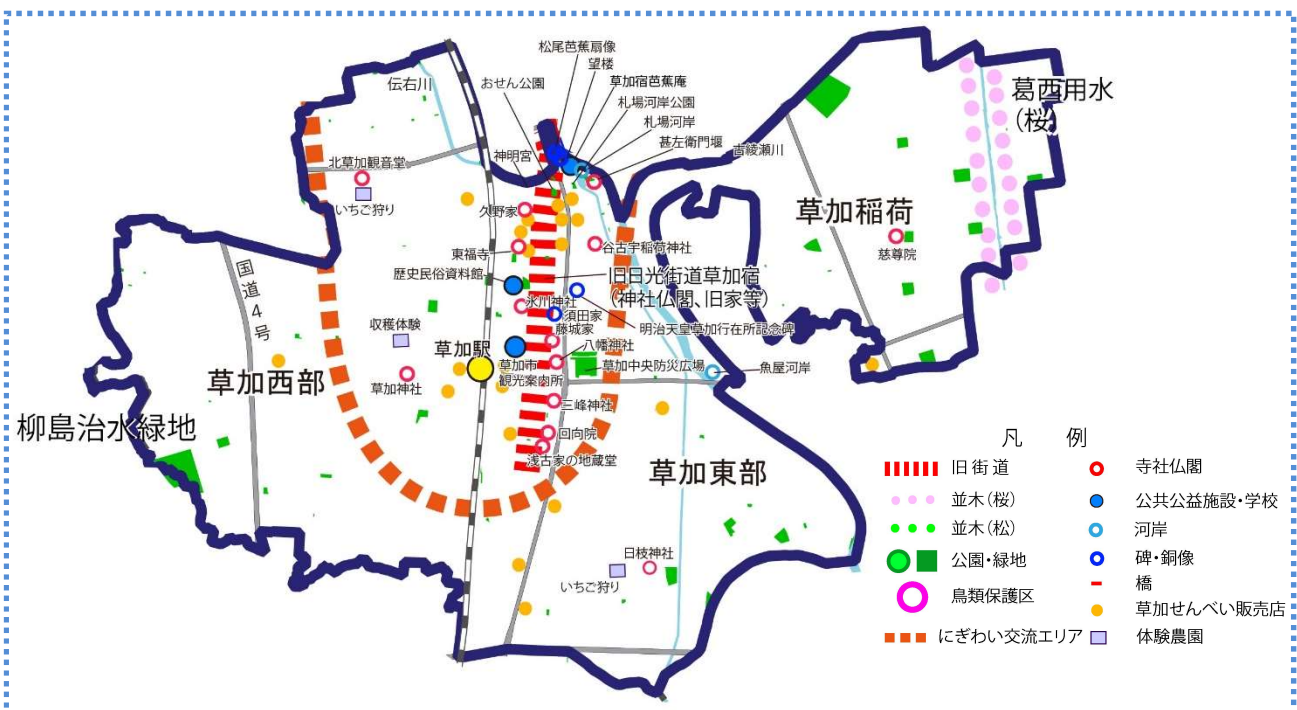 松尾芭蕉扇像
望楼
おせん公園
草加宿芭蕉庵
札場河岸公園
札場河岸
甚左衛門堰
古綾瀬川
伝右川
神明宮
葛西用水
(桜)
北草加観音堂
いちご狩り
久野家
東福寺
谷古宇稲荷神社
草加稲荷
慈尊院
歴史民俗資料館
旧日光街道草加宿
(神社仏閣、旧家等)
国道4号
氷川神社
須田家
明治天皇草加行在所記念碑
藤城家
収穫体験
草加駅
八幡神社
草加市
観光案内所
草加中央防災広場
魚屋河岸
草加西部
草加神社
三峰神社
柳島治水緑地
回向院
浅古家の地蔵堂
草加東部
日枝神社
いちご狩り
凡 例
旧街道
寺社仏閣
並木(桜)
公共公益施設・学校
並木(松)
河岸
公園・緑地
碑・銅像
橋
鳥類保護区
草加せんべい販売店
にぎわい交流エリア
体験農園